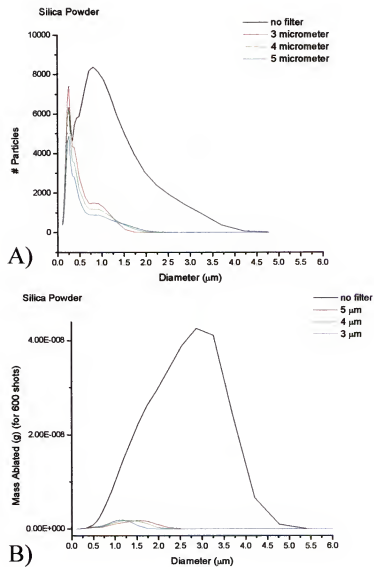 Silica Powder
no filter
3 micrometer
4 micrometer
5 micrometer
10000
8000
6000
4000
2000
0
# Particles
0.0 0.5 1.0 1.5 2.0 2.5 3.0 3.5 4.0 4.5 5.0 5.5 6.0
Diameter (µm)
A)
Silica Powder
no filter
5 µm
4 µm
3 µm
4.00E-008
2.00E-008
0.00E+000
Mass Ablated (g) (for 600 shots)
0.0 0.5 1.0 1.5 2.0 2.5 3.0 3.5 4.0 4.5 5.0 5.5 6.0
Diameter (µm)
B)